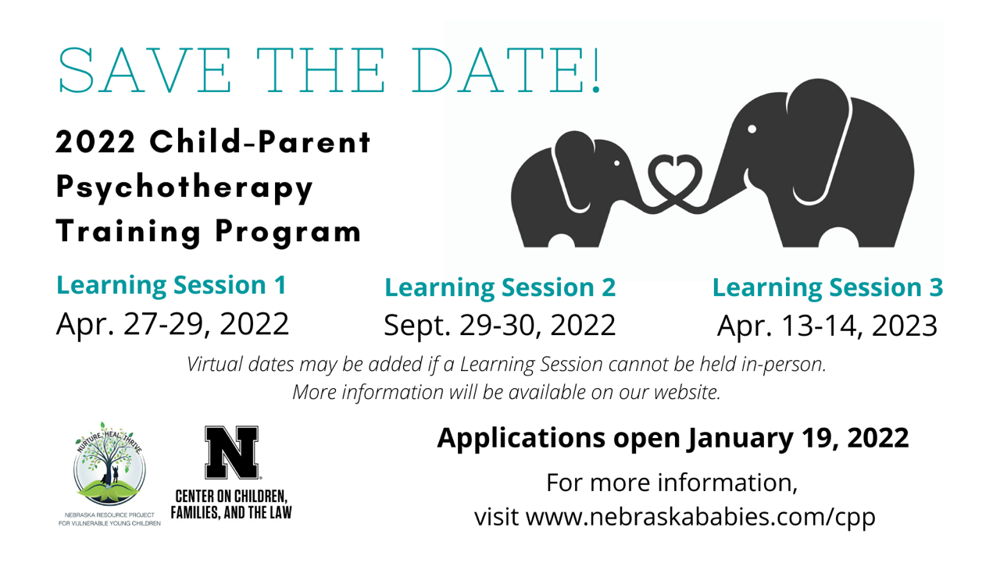 SAVE THE DATE!
2022 Child-Parent
Psychotherapy
Training Program
Learning Session 1
Apr. 27-29, 2022
Learning Session 2
Sept. 29-30, 2022
Learning Session 3
Apr. 13-14, 2023
Virtual dates may be added if a Learning Session cannot be held in-person.
More information will be available on our website.
NURTURE, HEAL, THRIVE
NEBRASKA RESOURCE PROJECT
FOR VULNERABLE YOUNG CHILDREN
N
CENTER ON CHILDREN,
FAMILIES, AND THE LAW
Applications open January 19, 2022
For more information,
visit www.nebraskababies.com/cpp